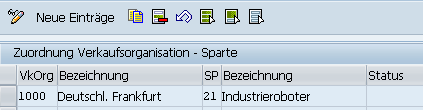 Neue Einträge
Zuordnung Verkaufsorganisation - Sparte
VkOrg Bezeichnung SP Bezeichnung Status
1000 Deutschl. Frankfurt 21 Industrieroboter